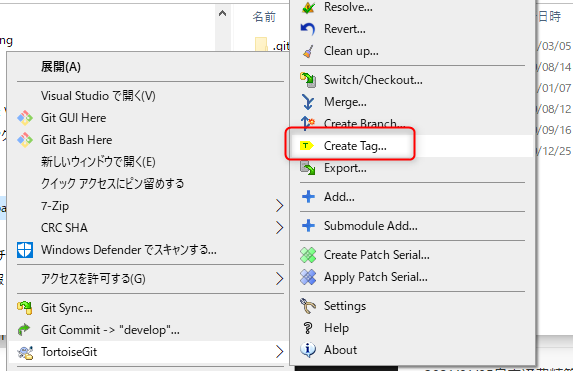 名前
日時
ng
.git
展開(A)
Visual Studio で開く(V)
Git GUI Here
Git Bash Here
新しいウィンドウで開く(E)
クイック アクセスにピン留めする
7-Zip
CRC SHA
Windows Defender でスキャンする...
アクセスを許可する(G)
Git Sync...
Git Commit -> "develop"...
TortoiseGit
Resolve...
Revert...
Clean up...
Switch/Checkout...
Merge...
Create Branch...
Create Tag...
Export...
Add...
Submodule Add...
Create Patch Serial...
Apply Patch Serial...
Settings
Help
About
/03/05
/08/14
/01/07
/08/12
/09/16
/12/25